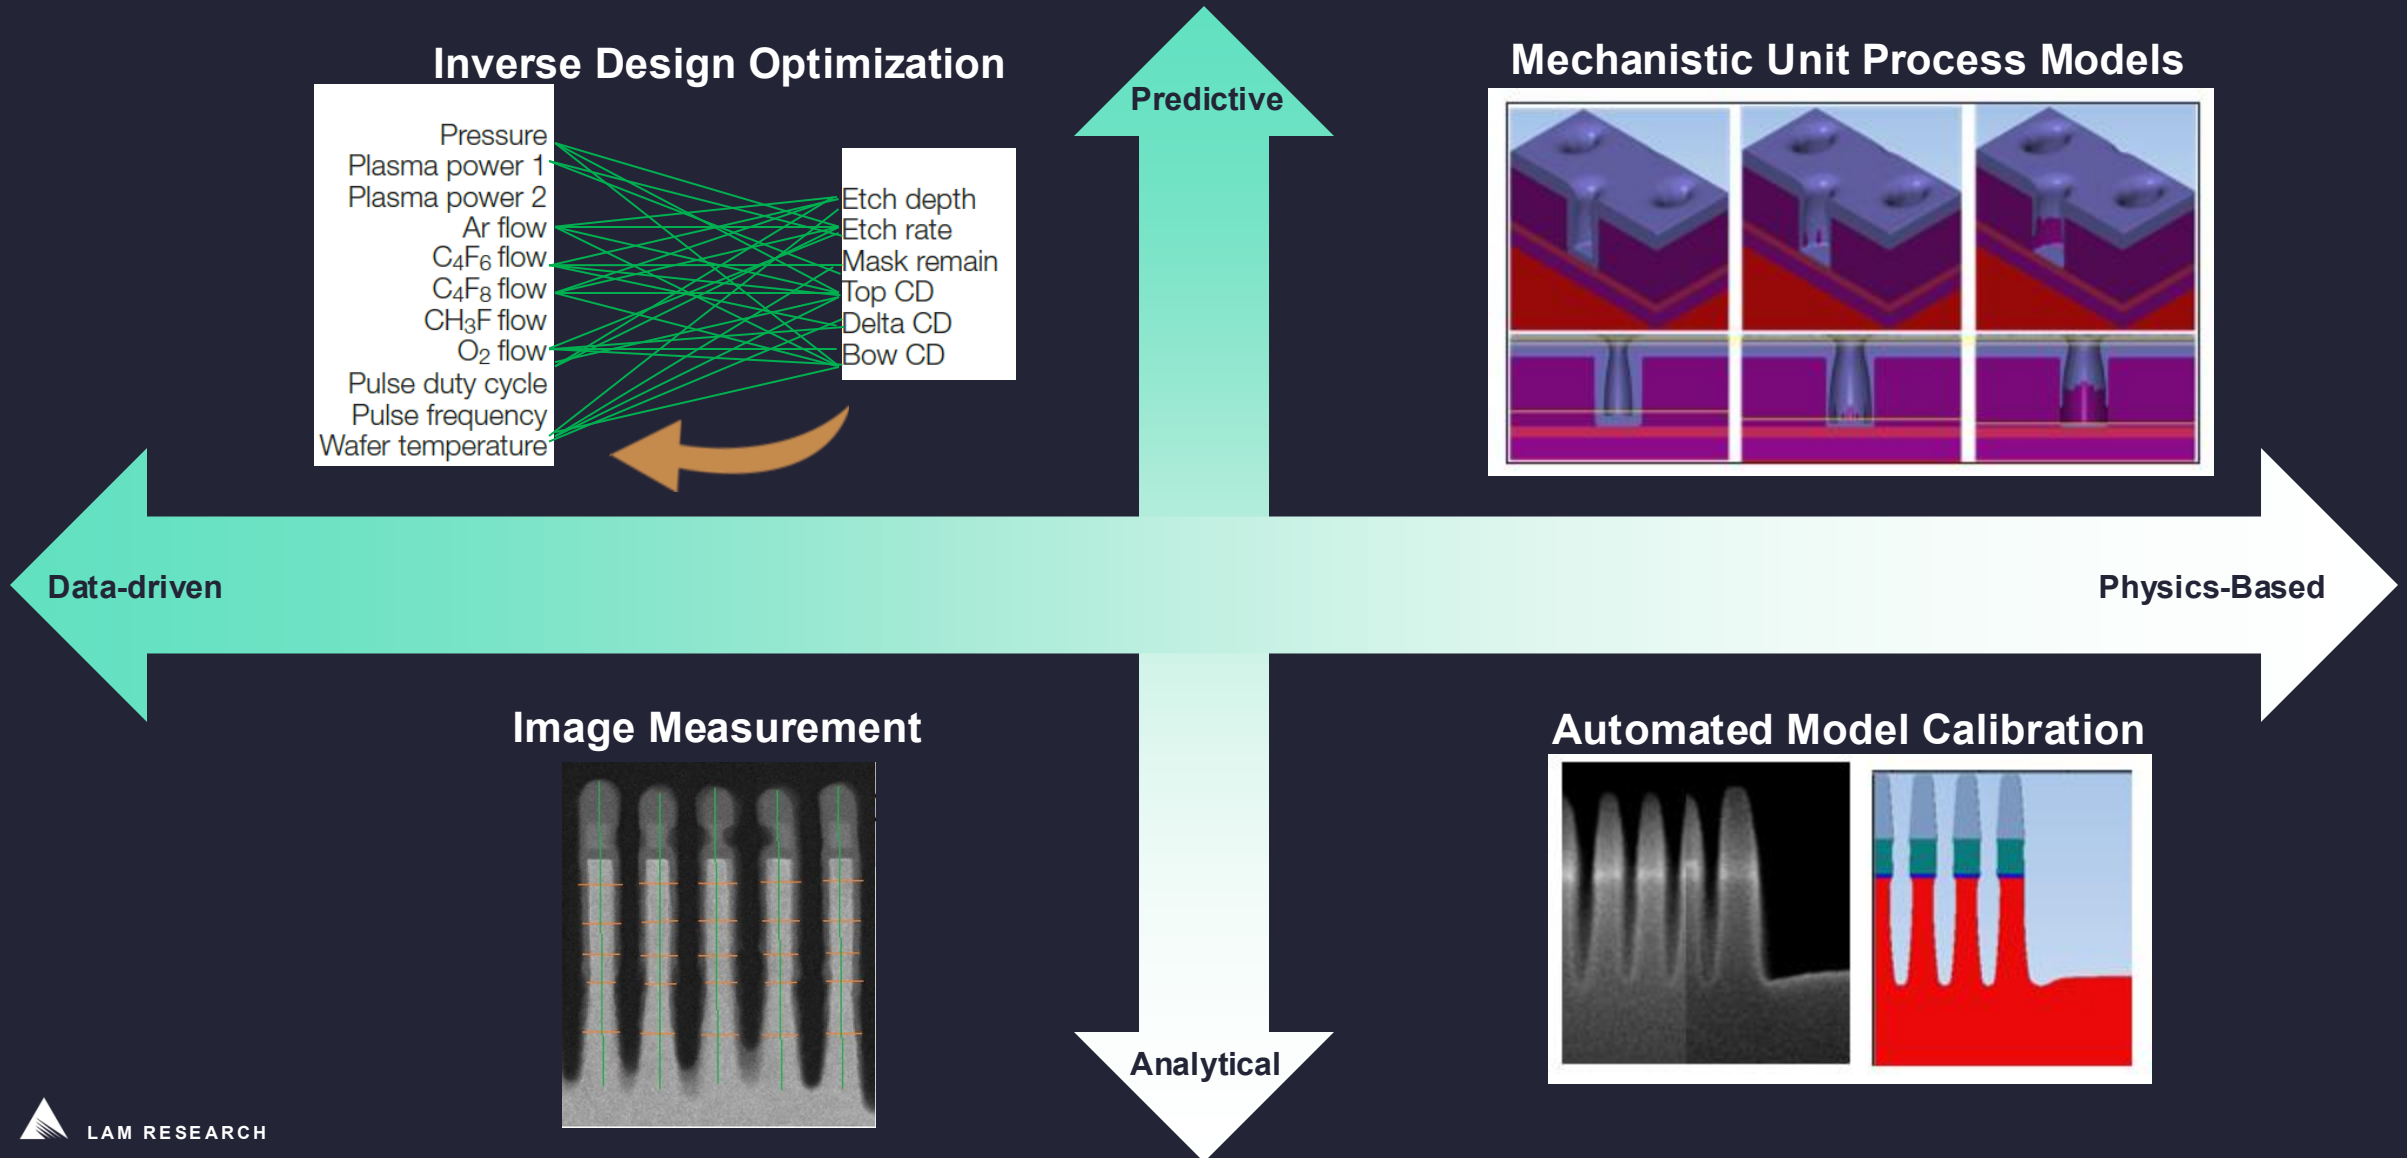 Inverse Design Optimization
Pressure
Plasma power 1
Plasma power 2
Ar flow
C₄F₆ flow
C₄F₈ flow
CH₃F flow
O₂ flow
Pulse duty cycle
Pulse frequency
Wafer temperature
Etch depth
Etch rate
Mask remain
Top CD
Delta CD
Bow CD
Predictive
Mechanistic Unit Process Models
Data-driven
Physics-Based
Image Measurement
Analytical
Automated Model Calibration
LAM RESEARCH